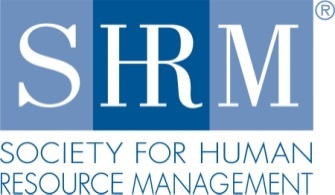 SHRM®
SOCIETY FOR HUMAN
RESOURCE MANAGEMENT